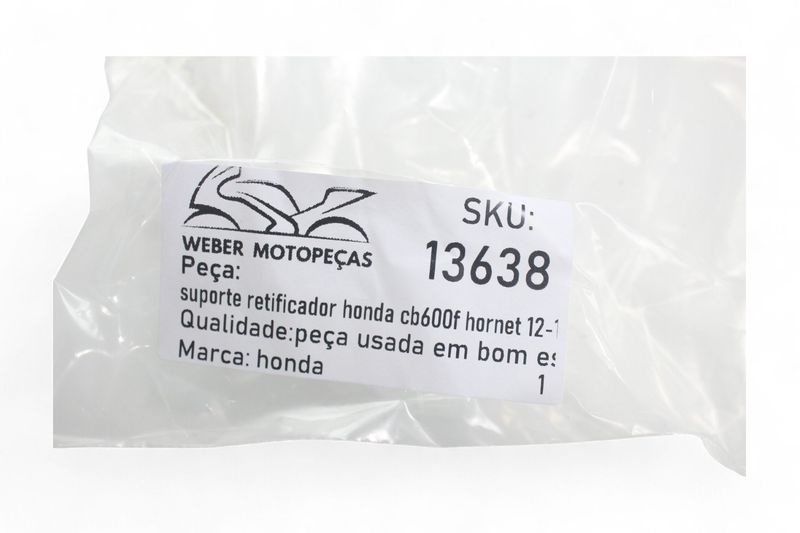 WEBER MOTOPEÇAS
SKU:
13638
Peça:
suporte retificador honda cb600f hornet 12-1
Qualidade:peça usada em bom es
Marca: honda
1